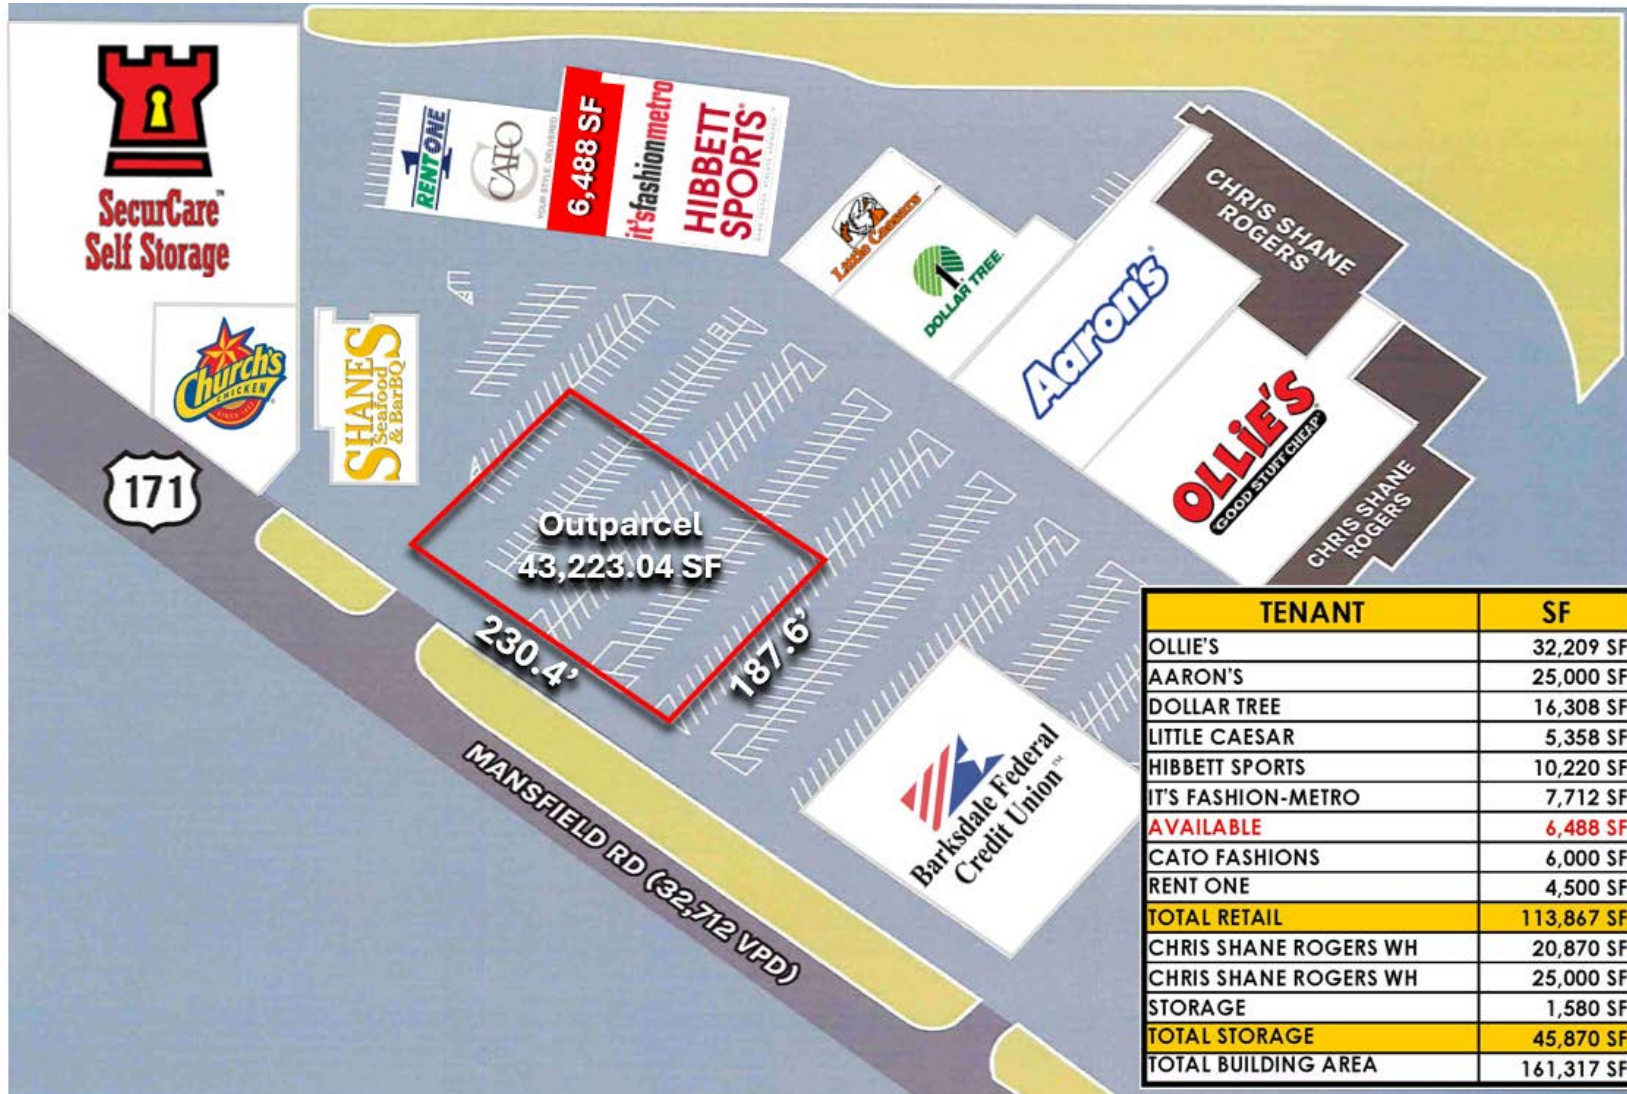 SecurCare™
Self Storage
Church's
CHICKEN
SHANE'S
Seafood
& BarBQ
171
1
RENTONE
CATO
YOUR STYLE. DELIVERED
6,488 SF
it'sfashionmetro
HIBBETT
SPORTS®
Little Caesars
1
DOLLAR TREE.
Aaron's®
OLLiE'S
"GOOD STUFF CHEAP"
CHRIS SHANE
ROGERS
CHRIS SHANE
ROGERS
Outparcel
43,223.04 SF
230.4’
187.6’
Barksdale Federal
Credit Union™
MANSFIELD RD (32,712 VPD)
TENANT SF
OLLIE'S 32,209 SF
AARON'S 25,000 SF
DOLLAR TREE 16,308 SF
LITTLE CAESAR 5,358 SF
HIBBETT SPORTS 10,220 SF
IT'S FASHION-METRO 7,712 SF
AVAILABLE 6,488 SF
CATO FASHIONS 6,000 SF
RENT ONE 4,500 SF
TOTAL RETAIL 113,867 SF
CHRIS SHANE ROGERS WH 20,870 SF
CHRIS SHANE ROGERS WH 25,000 SF
STORAGE 1,580 SF
TOTAL STORAGE 45,870 SF
TOTAL BUILDING AREA 161,317 SF